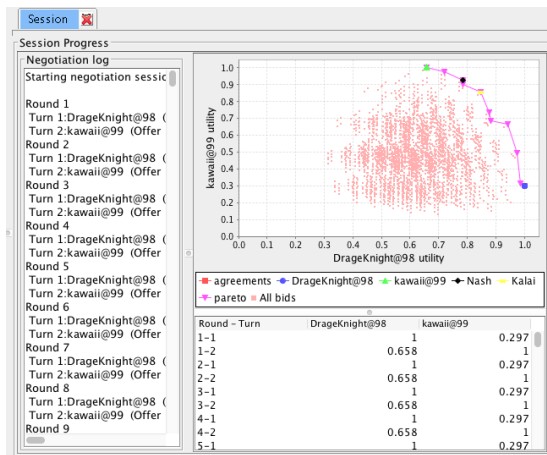 Session
Session Progress
Negotiation log
Starting negotiation sessic
Round 1
Turn 1:DrageKnight@98 (
Turn 2:kawaii@99 (Offer
Round 2
Turn 1:DrageKnight@98 (
Turn 2:kawaii@99 (Offer
Round 3
Turn 1:DrageKnight@98 (
Turn 2:kawaii@99 (Offer
Round 4
Turn 1:DrageKnight@98 (
Turn 2:kawaii@99 (Offer
Round 5
Turn 1:DrageKnight@98 (
Turn 2:kawaii@99 (Offer
Round 6
Turn 1:DrageKnight@98 (
Turn 2:kawaii@99 (Offer
Round 7
Turn 1:DrageKnight@98 (
Turn 2:kawaii@99 (Offer
Round 8
Turn 1:DrageKnight@98 (
Turn 2:kawaii@99 (Offer
Round 9
kawaii@99 utility
1.0
0.9
0.8
0.7
0.6
0.5
0.4
0.3
0.2
0.1
0.0
0.0 0.1 0.2 0.3 0.4 0.5 0.6 0.7 0.8 0.9 1.0
DrageKnight@98 utility
agreements DrageKnight@98 kawaii@99 Nash Kalai
pareto All bids
Round - Turn DrageKnight@98 kawaii@99
1-1 1 0.297
1-2 0.658 1
2-1 1 0.297
2-2 0.658 1
3-1 1 0.297
3-2 0.658 1
4-1 1 0.297
4-2 0.658 1
5-1 1 0.297